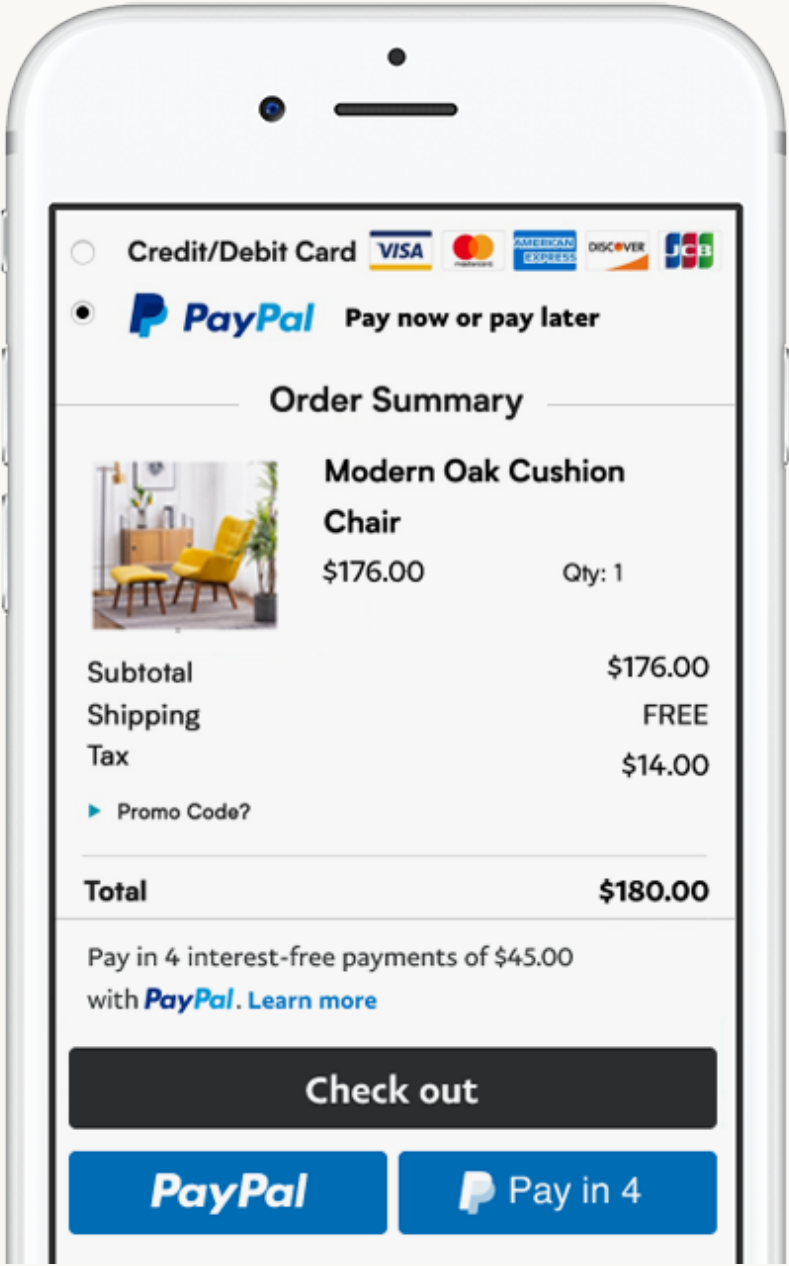 Credit/Debit Card VISA mastercard AMERICAN EXPRESS DISCOVER JCB
PayPal Pay now or pay later
Order Summary
Modern Oak Cushion
Chair
$176.00 Qty: 1
Subtotal $176.00
Shipping FREE
Tax $14.00
Promo Code?
Total $180.00
Pay in 4 interest-free payments of $45.00
with PayPal. Learn more
Check out
PayPal Pay in 4